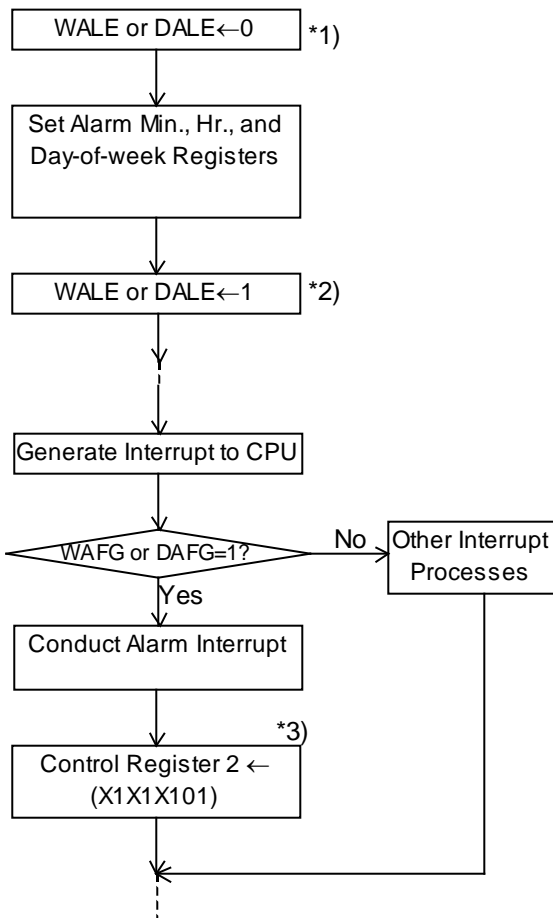 WALE or DALE←0
*1)
Set Alarm Min., Hr., and
Day-of-week Registers
WALE or DALE←1
*2)
Generate Interrupt to CPU
WAFG or DAFG=1?
No
Other Interrupt
Processes
Yes
Conduct Alarm Interrupt
*3)
Control Register 2 ←
(X1X1X101)